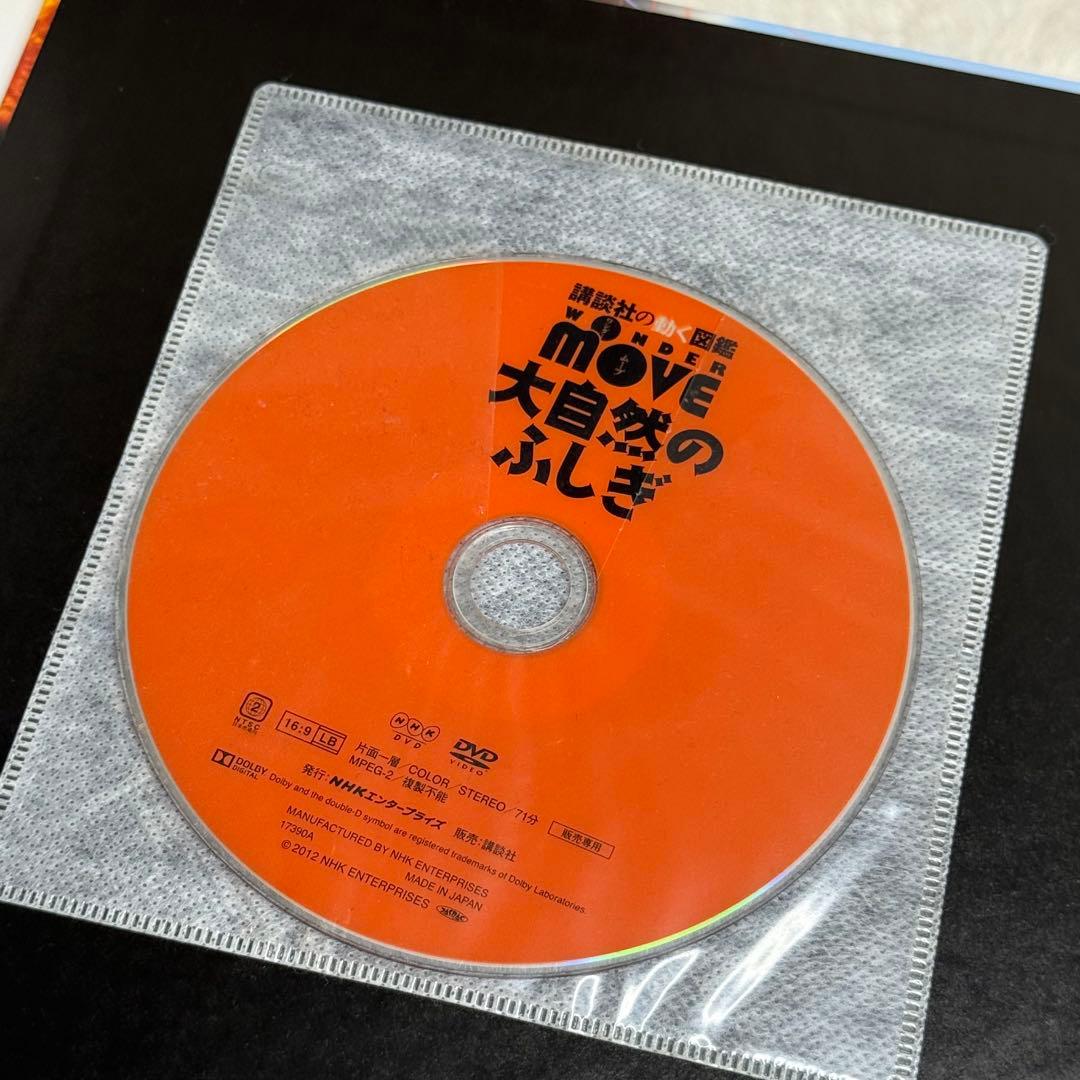 講談社の動く図鑑
WONDER
ワンダ
MOVE
ムーブ
大自然の
ふしぎ
2
NTSC
16:9 LB
NHK
DVD
DVD
VIDEO
片面一層/COLOR/STEREO/71分
MPEG-2/複製不能
販売専用
DOLBY
DIGITAL
Dolby and the double-D symbol are registered trademarks of Dolby Laboratories.
発行:NHKエンタープライズ 販売:講談社
MANUFACTURED BY NHK ENTERPRISES
17390A
MADE IN JAPAN
©2012 NHK ENTERPRISES